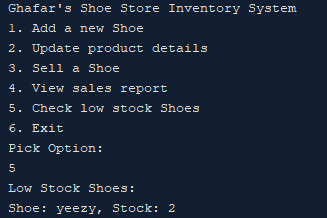 Ghafar's Shoe Store Inventory System
1. Add a new Shoe
2. Update product details
3. Sell a Shoe
4. View sales report
5. Check low stock Shoes
6. Exit
Pick Option:
5
Low Stock Shoes:
Shoe: yeezy, Stock: 2